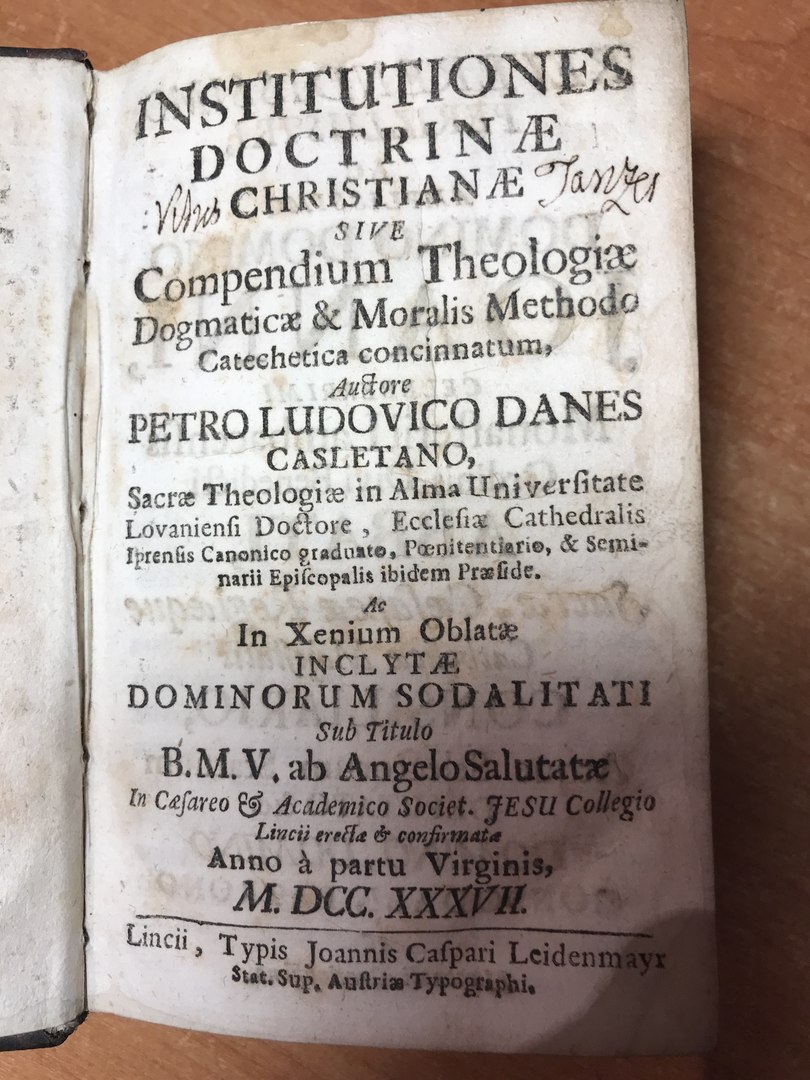 INSTITUTIONES
DOCTRINÆ
Vitus CHRISTIANÆ
SIVE
Compendium Theologiæ
Dogmaticæ & Moralis Methodo
Catechetica concinnatum,
Auctore
PETRO LUDOVICO DANES
CASLETANO,
Sacræ Theologiæ in Alma Univerſitate
Lovanienſi Doctore, Eccleſiæ Cathedralis
Iprenſis Canonico graduato, Pœnitentiario, & Semi-
narii Epiſcopalis ibidem Præſide.
Ac
In Xenium Oblatæ
INCLYTÆ
DOMINORUM SODALITATI
Sub Titulo
B. M. V. ab Angelo Salutatæ
In Cæſareo & Academico Societ. JESU Collegio
Lincii erectæ & confirmatæ
Anno à partu Virginis,
M. DCC. XXXVII.
Lincii, Typis Joannis Caſpari Leidenmayr
Stat. Sup. Auſtriæ Typographi.